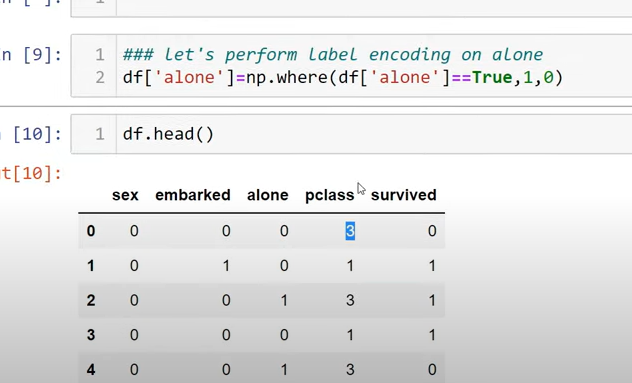 n [9]:
1 ### let's perform label encoding on alone
2 df['alone']=np.where(df['alone']==True,1,0)
[10]:
1 df.head()
t[10]:
sex embarked alone pclass survived
0 0 0 0 3 0
1 0 1 0 1 1
2 0 0 1 3 1
3 0 0 0 1 1
4 0 0 1 3 0